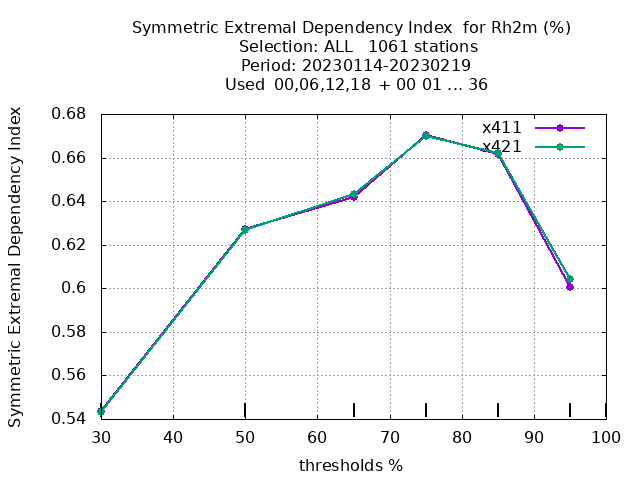 Symmetric Extremal Dependency Index  for Rh2m (%)
Selection: ALL   1061 stations
Period: 20230114-20230219
Used  00,06,12,18  + 00 01 ... 36
Symmetric Extremal Dependency Index
0.68
0.66
0.64
0.62
0.6
0.58
0.56
0.54
x411
x421
30 40 50 60 70 80 90 100
thresholds %